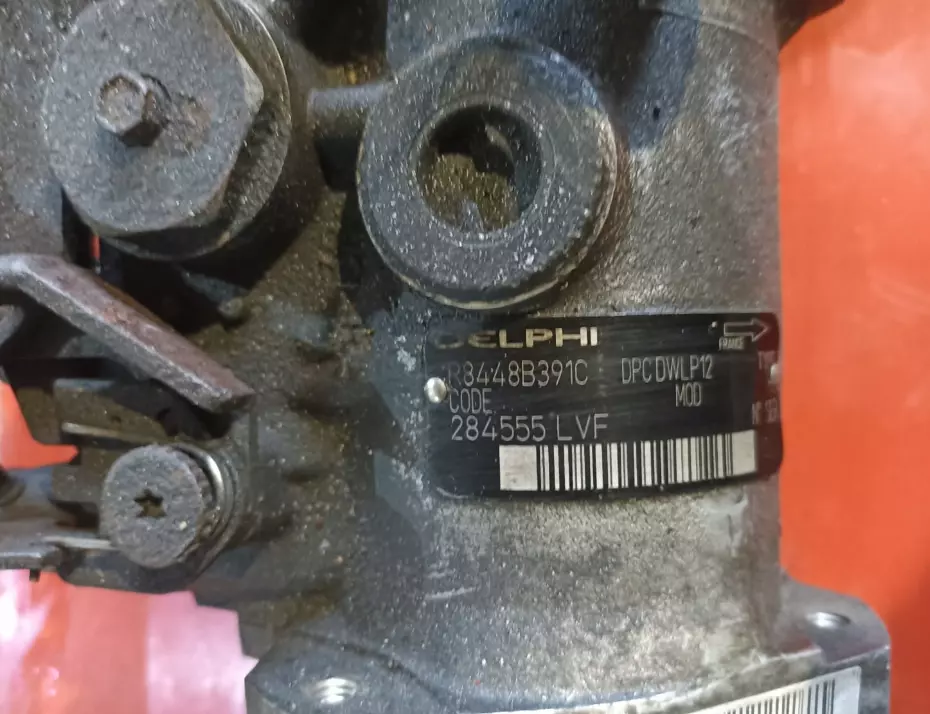 DELPHI
FRANCE
R8448B391C DPC DWLP12
CODE MOD
284555 LVF